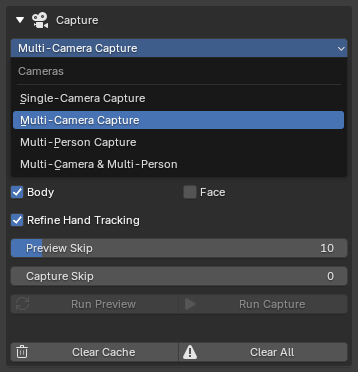 Capture
Multi-Camera Capture
Cameras
Single-Camera Capture
Multi-Camera Capture
Multi-Person Capture
Multi-Camera & Multi-Person
Body Face
Refine Hand Tracking
Preview Skip 10
Capture Skip 0
Run Preview Run Capture
Clear Cache Clear All